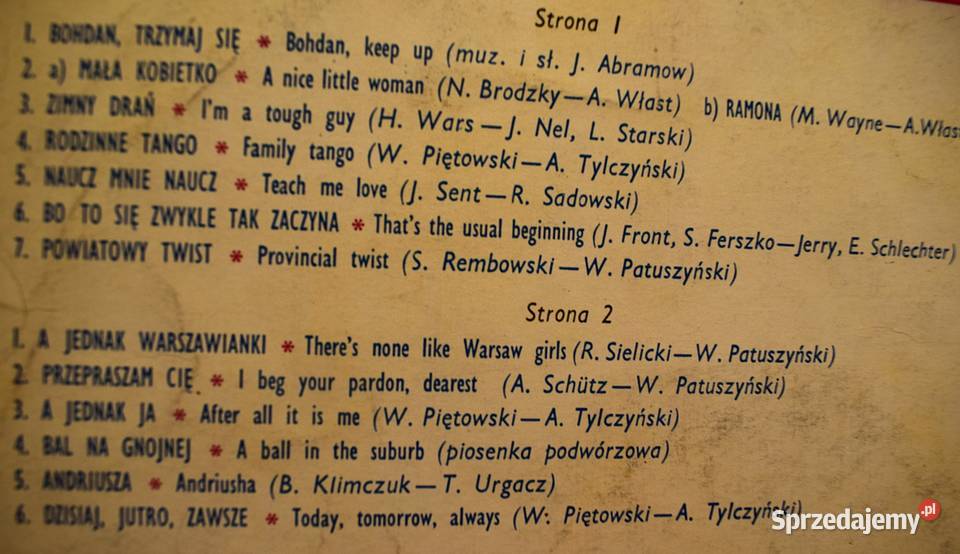 Strona 1
1. BOHDAN, TRZYMAJ SIĘ * Bohdan, keep up (muz. i sł. J. Abramow)
2. a) MAŁA KOBIETKO * A nice little woman (N. Brodzky—A. Włast) b) RAMONA (M. Wayne—A.Włast
3. ZIMNY DRAŃ * I'm a tough guy (H. Wars — J. Nel, L. Starski)
4. RODZINNE TANGO * Family tango (W. Piętowski—A. Tylczyński)
5. NAUCZ MNIE NAUCZ * Teach me love (J. Sent—R. Sadowski)
6. BO TO SIĘ ZWYKLE TAK ZACZYNA * That's the usual beginning (J. Front, S. Ferszko—Jerry, E. Schlechter)
7. POWIATOWY TWIST * Provincial twist (S. Rembowski—W. Patuszyński)
Strona 2
1. A JEDNAK WARSZAWIANKI * There's none like Warsaw girls (R. Sielicki—W. Patuszyński)
2. PRZEPRASZAM CIĘ * I beg your pardon, dearest (A. Schütz—W. Patuszyński)
3. A JEDNAK JA * After all it is me (W. Piętowski—A. Tylczyński)
4. BAL NA GNOJNEJ * A ball in the suburb (piosenka podwórzowa)
5. ANDRIUSZA * Andriusha (B. Klimczuk—T. Urgacz)
6. DZISIAJ, JUTRO, ZAWSZE * Today, tomorrow, always (W. Piętowski—A. Tylczyński)
Sprzedajemy.pl